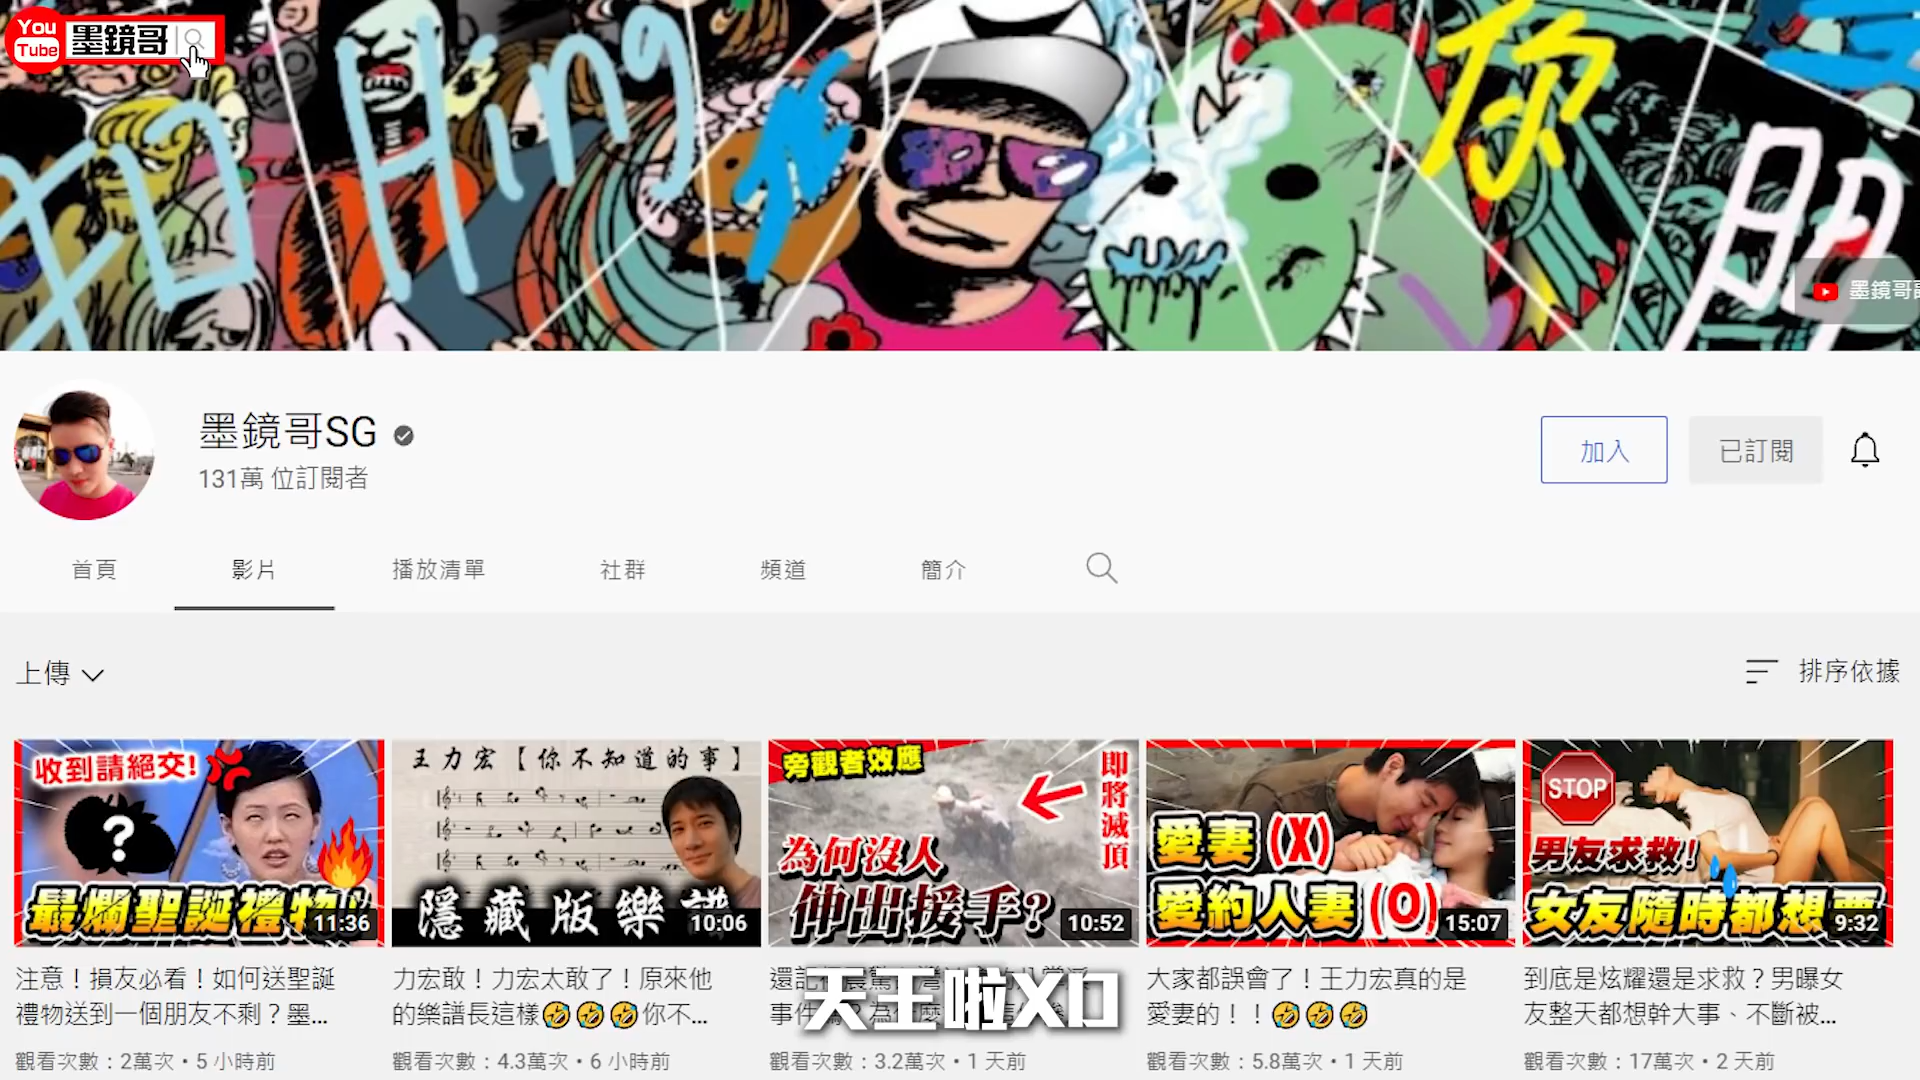 You
Tube
墨鏡哥
Hing
你
墨鏡哥
墨鏡哥SG
131萬 位訂閱者
加入
已訂閱
首頁
影片
播放清單
社群
頻道
簡介
上傳
排序依據
收到請絕交!
?
最爛聖誕禮物!
11:36
王力宏【你不知道的事】
隱藏版樂譜
10:06
旁觀者效應
即將滅頂
為何沒人
伸出援手?
10:52
愛妻(X)
愛約人妻(O)
15:07
STOP
男友求救!
女友隨時都想要
9:32
注意！損友必看！如何送聖誕
禮物送到一個朋友不剩？墨...
力宏敢！力宏太敢了！原來他
的樂譜長這樣🤣🤣🤣你不...
還記
事件
天王啦XD
大家都誤會了！王力宏真的是
愛妻的！！🤣🤣🤣
到底是炫耀還是求救？男曝女
友整天都想幹大事、不斷被...
觀看次數：2萬次・5 小時前
觀看次數：4.3萬次・6 小時前
觀看次數：3.2萬次・1 天前
觀看次數：5.8萬次・1 天前
觀看次數：17萬次・2 天前